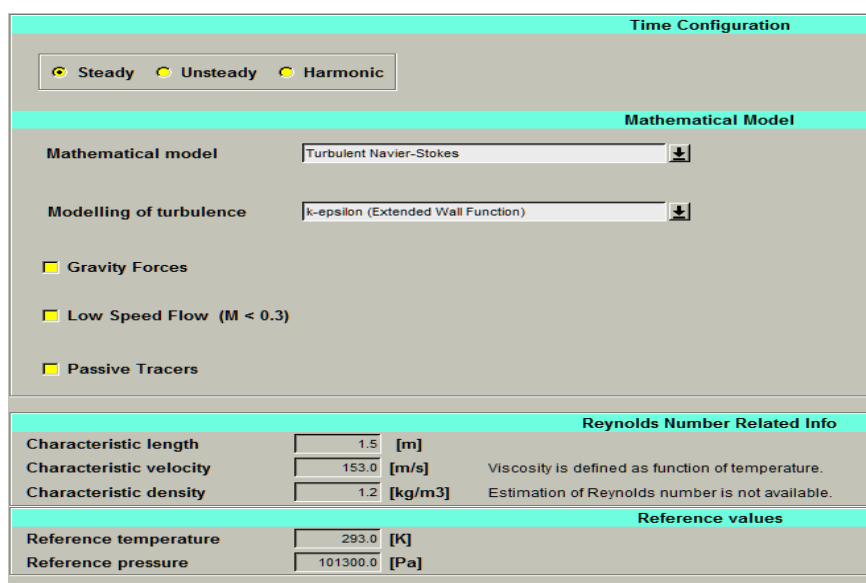 Time Configuration
Steady Unsteady Harmonic
Mathematical Model
Mathematical model Turbulent Navier-Stokes
Modelling of turbulence k-epsilon (Extended Wall Function)
Gravity Forces
Low Speed Flow (M < 0.3)
Passive Tracers
Reynolds Number Related Info
Characteristic length 1.5 [m]
Characteristic velocity 153.0 [m/s] Viscosity is defined as function of temperature.
Characteristic density 1.2 [kg/m3] Estimation of Reynolds number is not available.
Reference values
Reference temperature 293.0 [K]
Reference pressure 101300.0 [Pa]